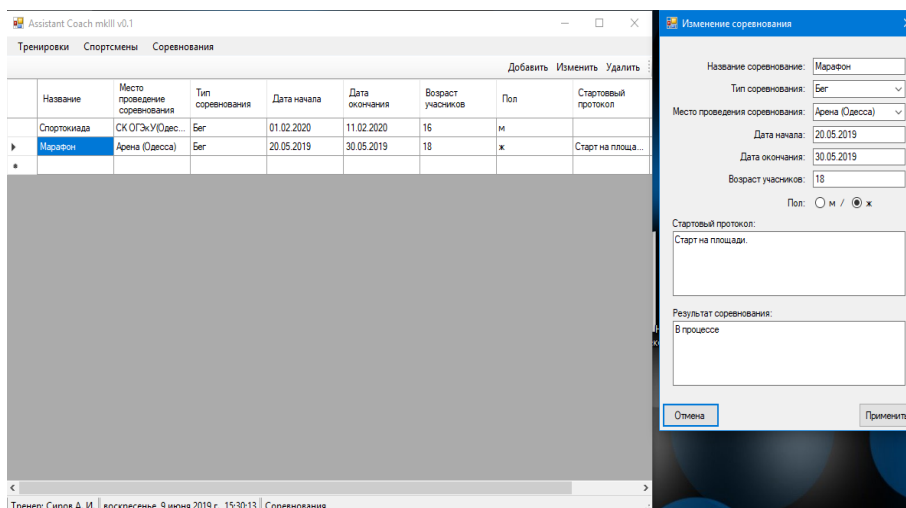 Assistant Coach mkIII v0.1
Тренировки Спортсмены Соревнования
Добавить Изменить Удалить
Название Место проведение соревнования Тип соревнования Дата начала Дата окончания Возраст учасников Пол Стартоввый протокол
Спортокиада СК ОГЭкУ(Одес... Бег 01.02.2020 11.02.2020 16 м
Марафон Арена (Одесса) Бег 20.05.2019 30.05.2019 18 ж Старт на площа...
Тренер: Сиров А. И. воскресенье, 9 июня 2019 г., 15:30:13 Соревнования
Изменение соревнования
Название соревнование: Марафон
Тип соревнования: Бег
Место проведения соревнования: Арена (Одесса)
Дата начала: 20.05.2019
Дата окончания: 30.05.2019
Возраст учасников: 18
Пол: м / ж
Стартовый протокол:
Старт на площади.
Результат соревнования:
В процессе
Отмена Применить